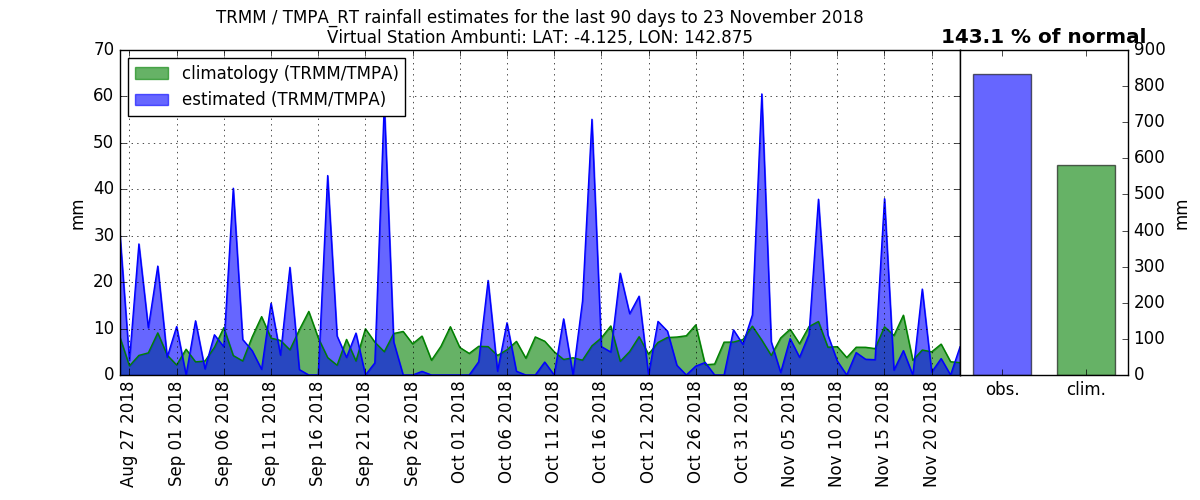 TRMM / TMPA_RT rainfall estimates for the last 90 days to 23 November 2018
Virtual Station Ambunti: LAT: -4.125, LON: 142.875
143.1 % of normal
climatology (TRMM/TMPA)
estimated (TRMM/TMPA)
70
60
50
40
30
20
10
0
mm
900
800
700
600
500
400
300
200
100
0
mm
obs.
clim.
Aug 27 2018
Sep 01 2018
Sep 06 2018
Sep 11 2018
Sep 16 2018
Sep 21 2018
Sep 26 2018
Oct 01 2018
Oct 06 2018
Oct 11 2018
Oct 16 2018
Oct 21 2018
Oct 26 2018
Oct 31 2018
Nov 05 2018
Nov 10 2018
Nov 15 2018
Nov 20 2018